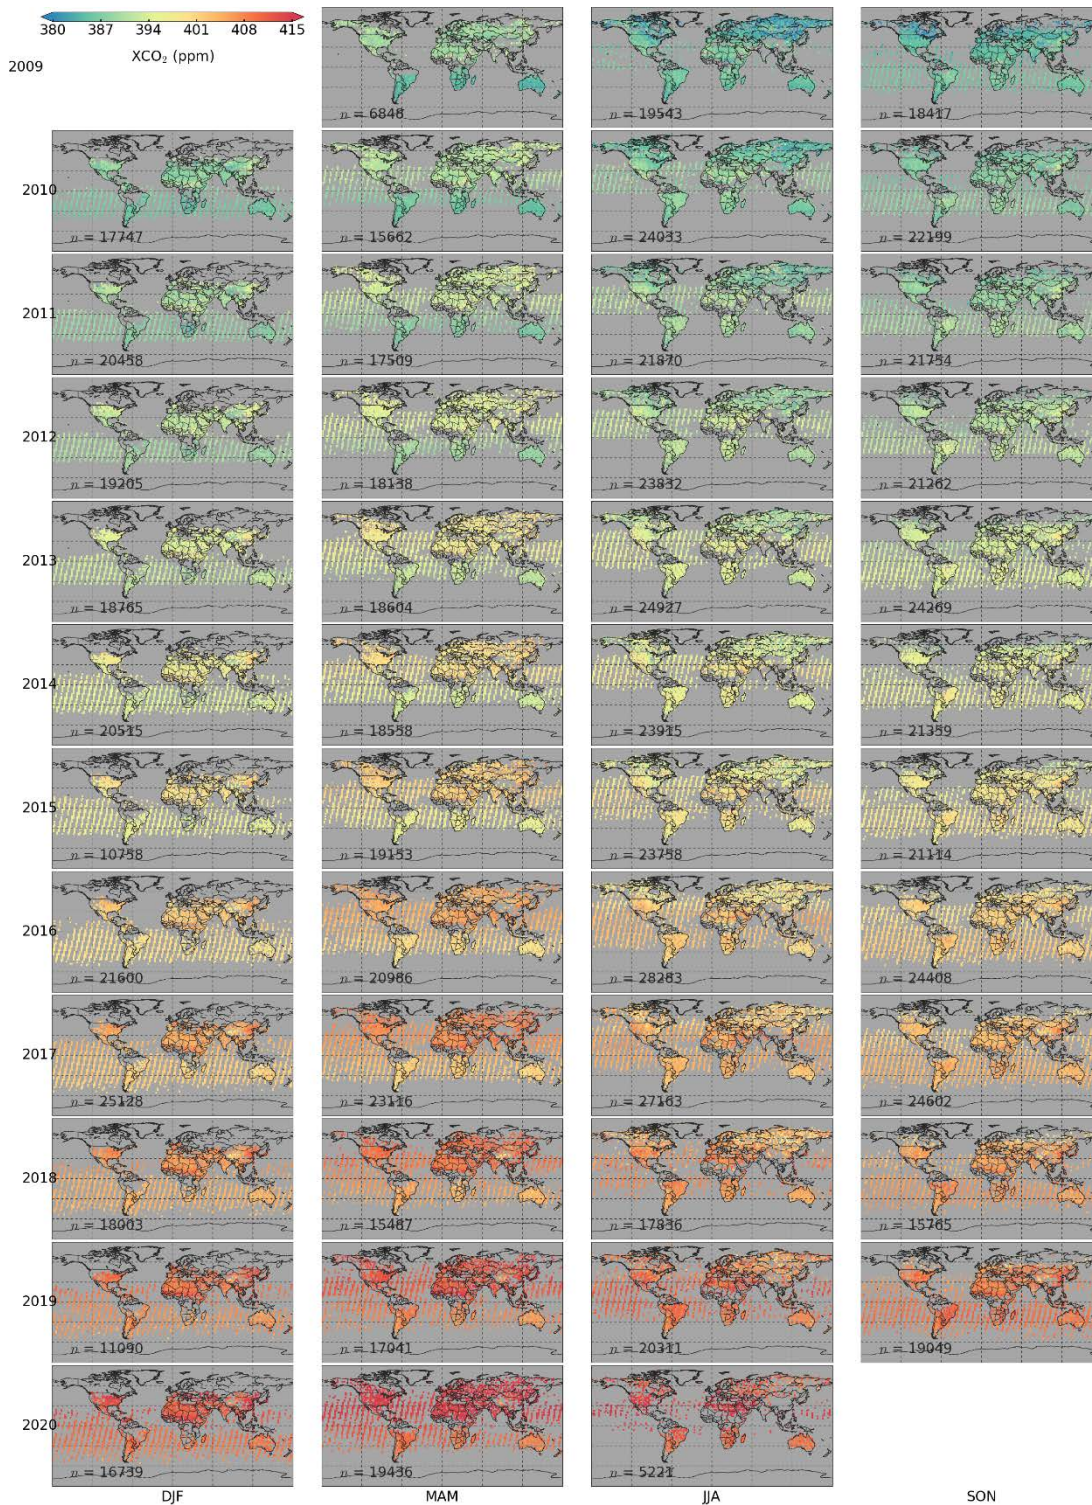 380 387 394 401 408 415
XCO₂ (ppm)
2009
n = 6848
n = 19543
n = 18417
2010
n = 17747
n = 15662
n = 24033
n = 22199
2011
n = 20458
n = 17509
n = 21870
n = 21754
2012
n = 19205
n = 18138
n = 23832
n = 21262
2013
n = 18765
n = 18604
n = 24927
n = 24269
2014
n = 20515
n = 18558
n = 23915
n = 21359
2015
n = 10758
n = 19153
n = 23758
n = 21114
2016
n = 21600
n = 20986
n = 28283
n = 24408
2017
n = 25128
n = 23116
n = 27163
n = 24602
2018
n = 18003
n = 15487
n = 17836
n = 15765
2019
n = 11090
n = 17041
n = 20311
n = 19049
2020
n = 16739
n = 19436
n = 5221
DJF MAM JJA SON